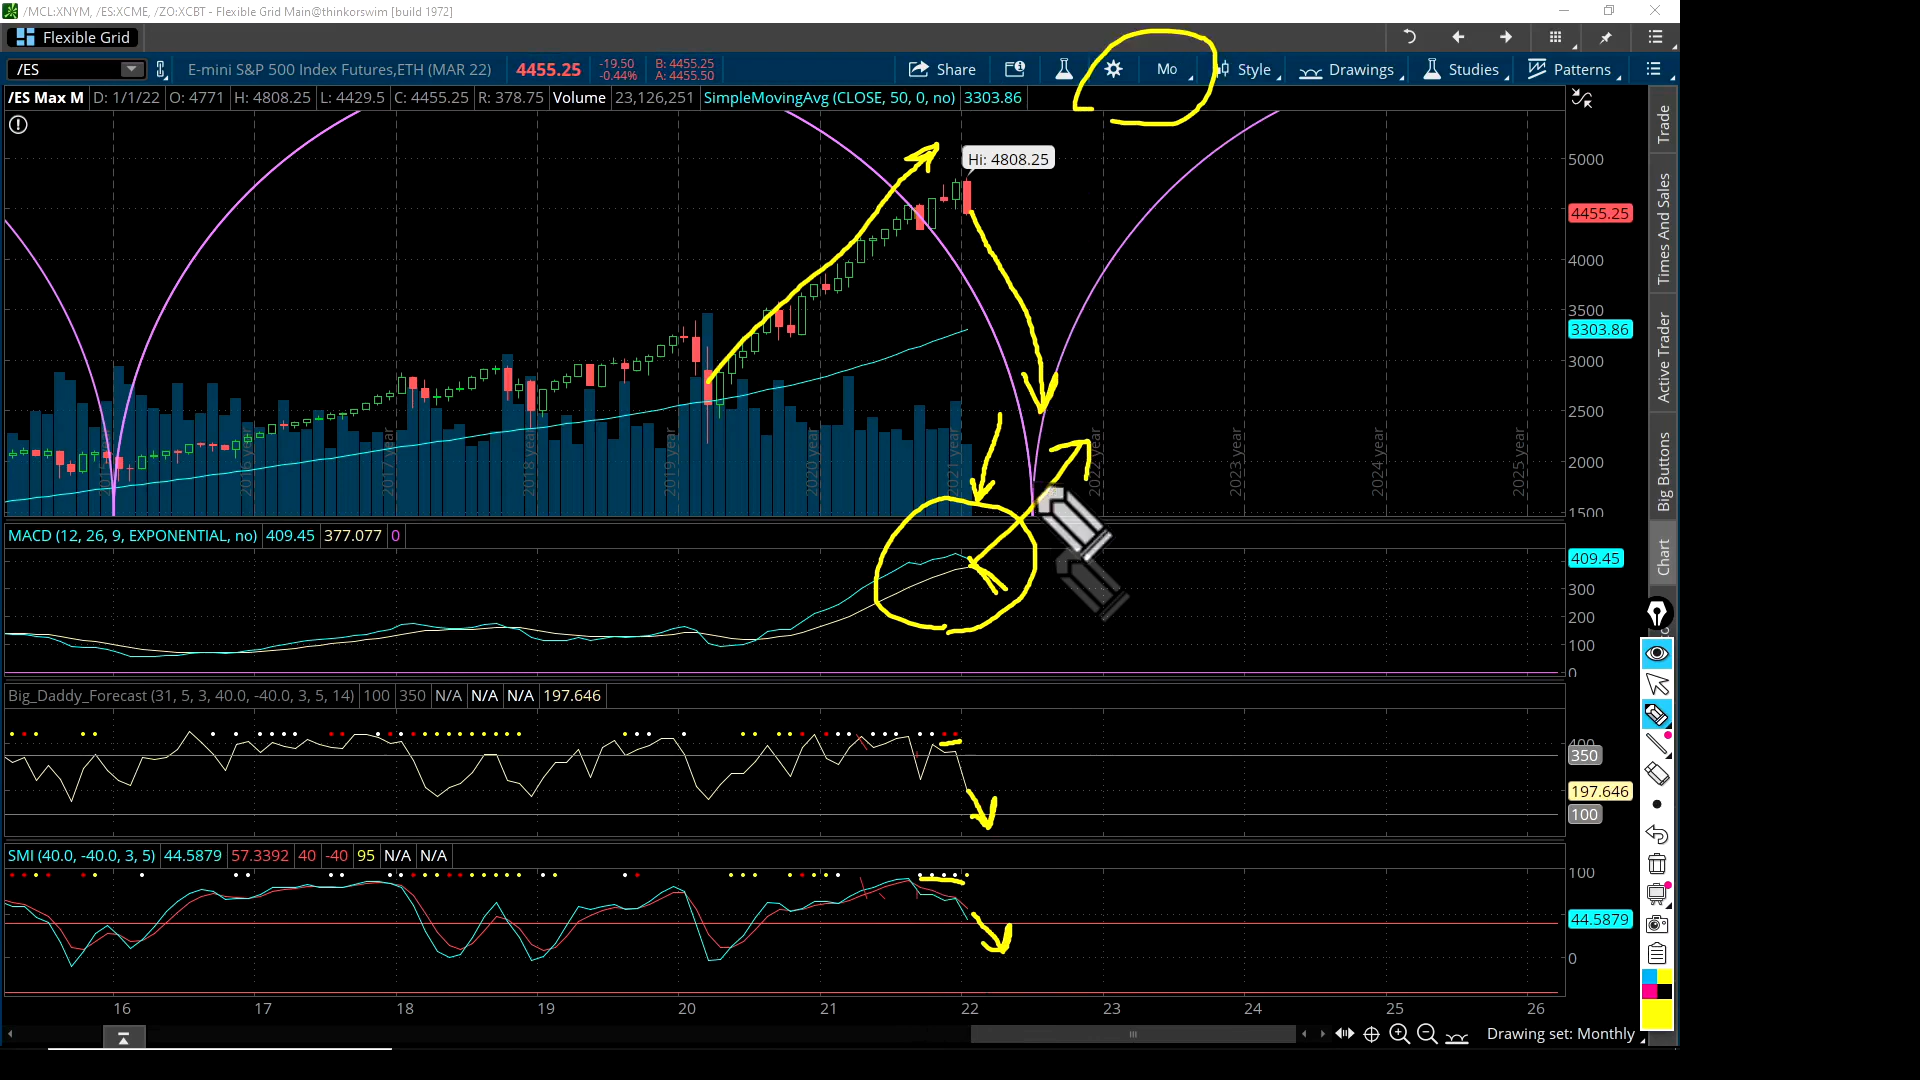 /MCL:XNYM, /ES:XCME, /ZO:XCBT - Flexible Grid Main@thinkorswim [build 1972]
Flexible Grid
/ES E-mini S&P 500 Index Futures,ETH (MAR 22) 4455.25 -19.50 -0.44% B: 4455.25 A: 4455.50 Share Mo Style Drawings Studies Patterns
/ES Max M D: 1/1/22 O: 4771 H: 4808.25 L: 4429.5 C: 4455.25 R: 378.75 Volume 23,126,251 SimpleMovingAvg (CLOSE, 50, 0, no) 3303.86
Hi: 4808.25
5000
4455.25
4000
3500
3303.86
3000
2500
2000
1500
2016 year
2017 year
2018 year
2019 year
2020 year
2021 year
2022 year
2023 year
2024 year
2025 year
MACD (12, 26, 9, EXPONENTIAL, no) 409.45 377.077 0
409.45
300
200
100
0
Big_Daddy_Forecast (31, 5, 3, 40.0, -40.0, 3, 5, 14) 100 350 N/A N/A N/A 197.646
400
350
197.646
100
SMI (40.0, -40.0, 3, 5) 44.5879 57.3392 40 -40 95 N/A N/A
100
44.5879
0
16 17 18 19 20 21 22 23 24 25 26
Drawing set: Monthly
Trade
Times And Sales
Active Trader
Big Buttons
Chart